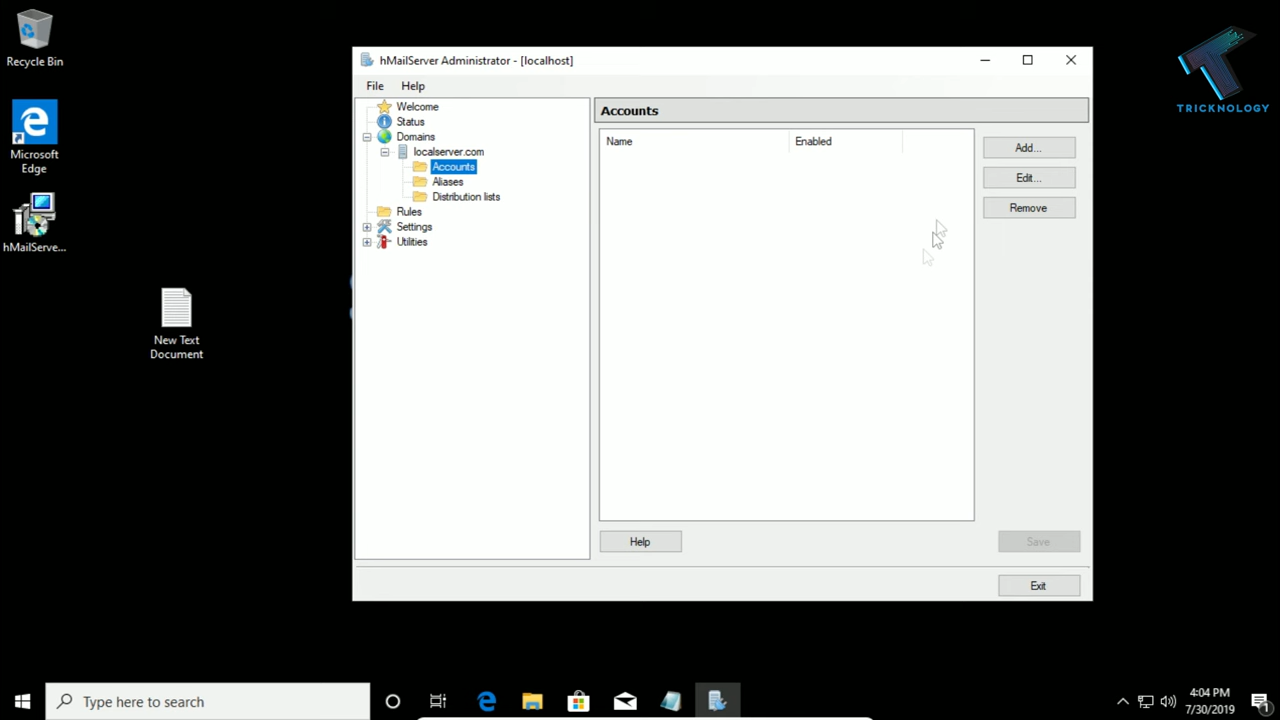 Recycle Bin
Microsoft
Edge
hMailServe...
New Text
Document
hMailServer Administrator - [localhost]
File Help
Welcome
Status
Domains
localserver.com
Accounts
Aliases
Distribution lists
Rules
Settings
Utilities
Accounts
Name Enabled
Add...
Edit...
Remove
Help
Save
Exit
TRICKNOLOGY
Type here to search
4:04 PM
7/30/2019
1